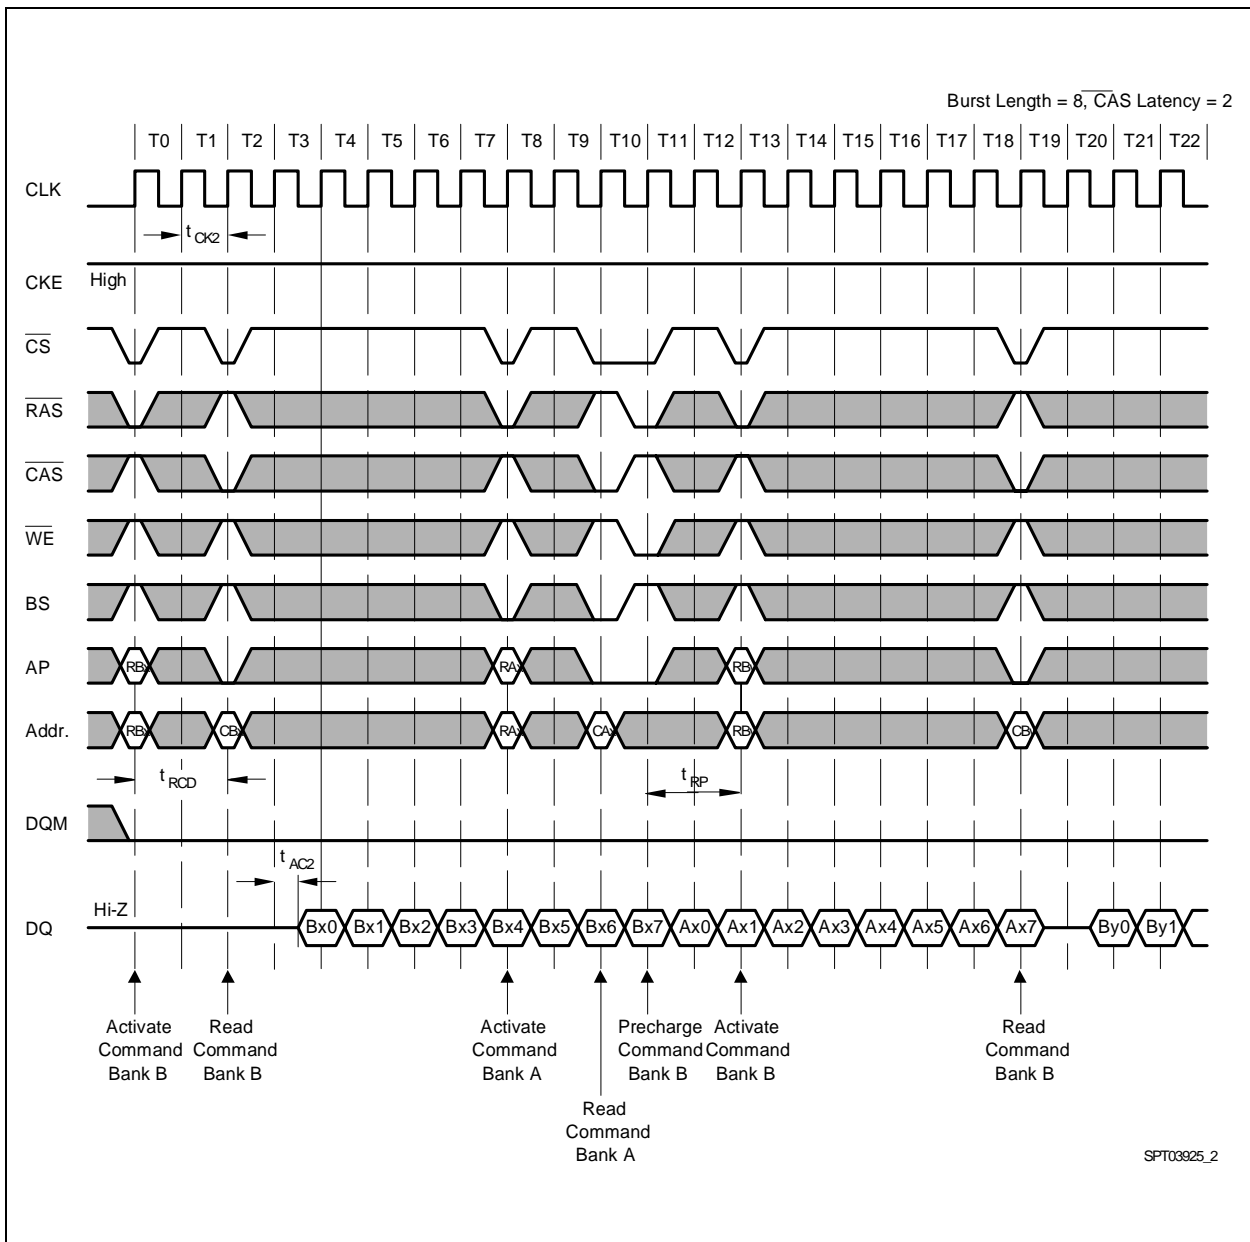 Burst Length = 8, CAS Latency = 2
T0 T1 T2 T3 T4 T5 T6 T7 T8 T9 T10 T11 T12 T13 T14 T15 T16 T17 T18 T19 T20 T21 T22
CLK
t CK2
CKE High
CS
RAS
CAS
WE
BS
AP RBx RAx RBy
Addr. RBx CBx RAx CAx RBy CBy
t RCD t RP
DQM
t AC2
Hi-Z
DQ Bx0 Bx1 Bx2 Bx3 Bx4 Bx5 Bx6 Bx7 Ax0 Ax1 Ax2 Ax3 Ax4 Ax5 Ax6 Ax7 By0 By1
Activate Command Bank B
Read Command Bank B
Activate Command Bank A
Read Command Bank A
Precharge Command Bank B
Activate Command Bank B
Read Command Bank B
SPT03925_2